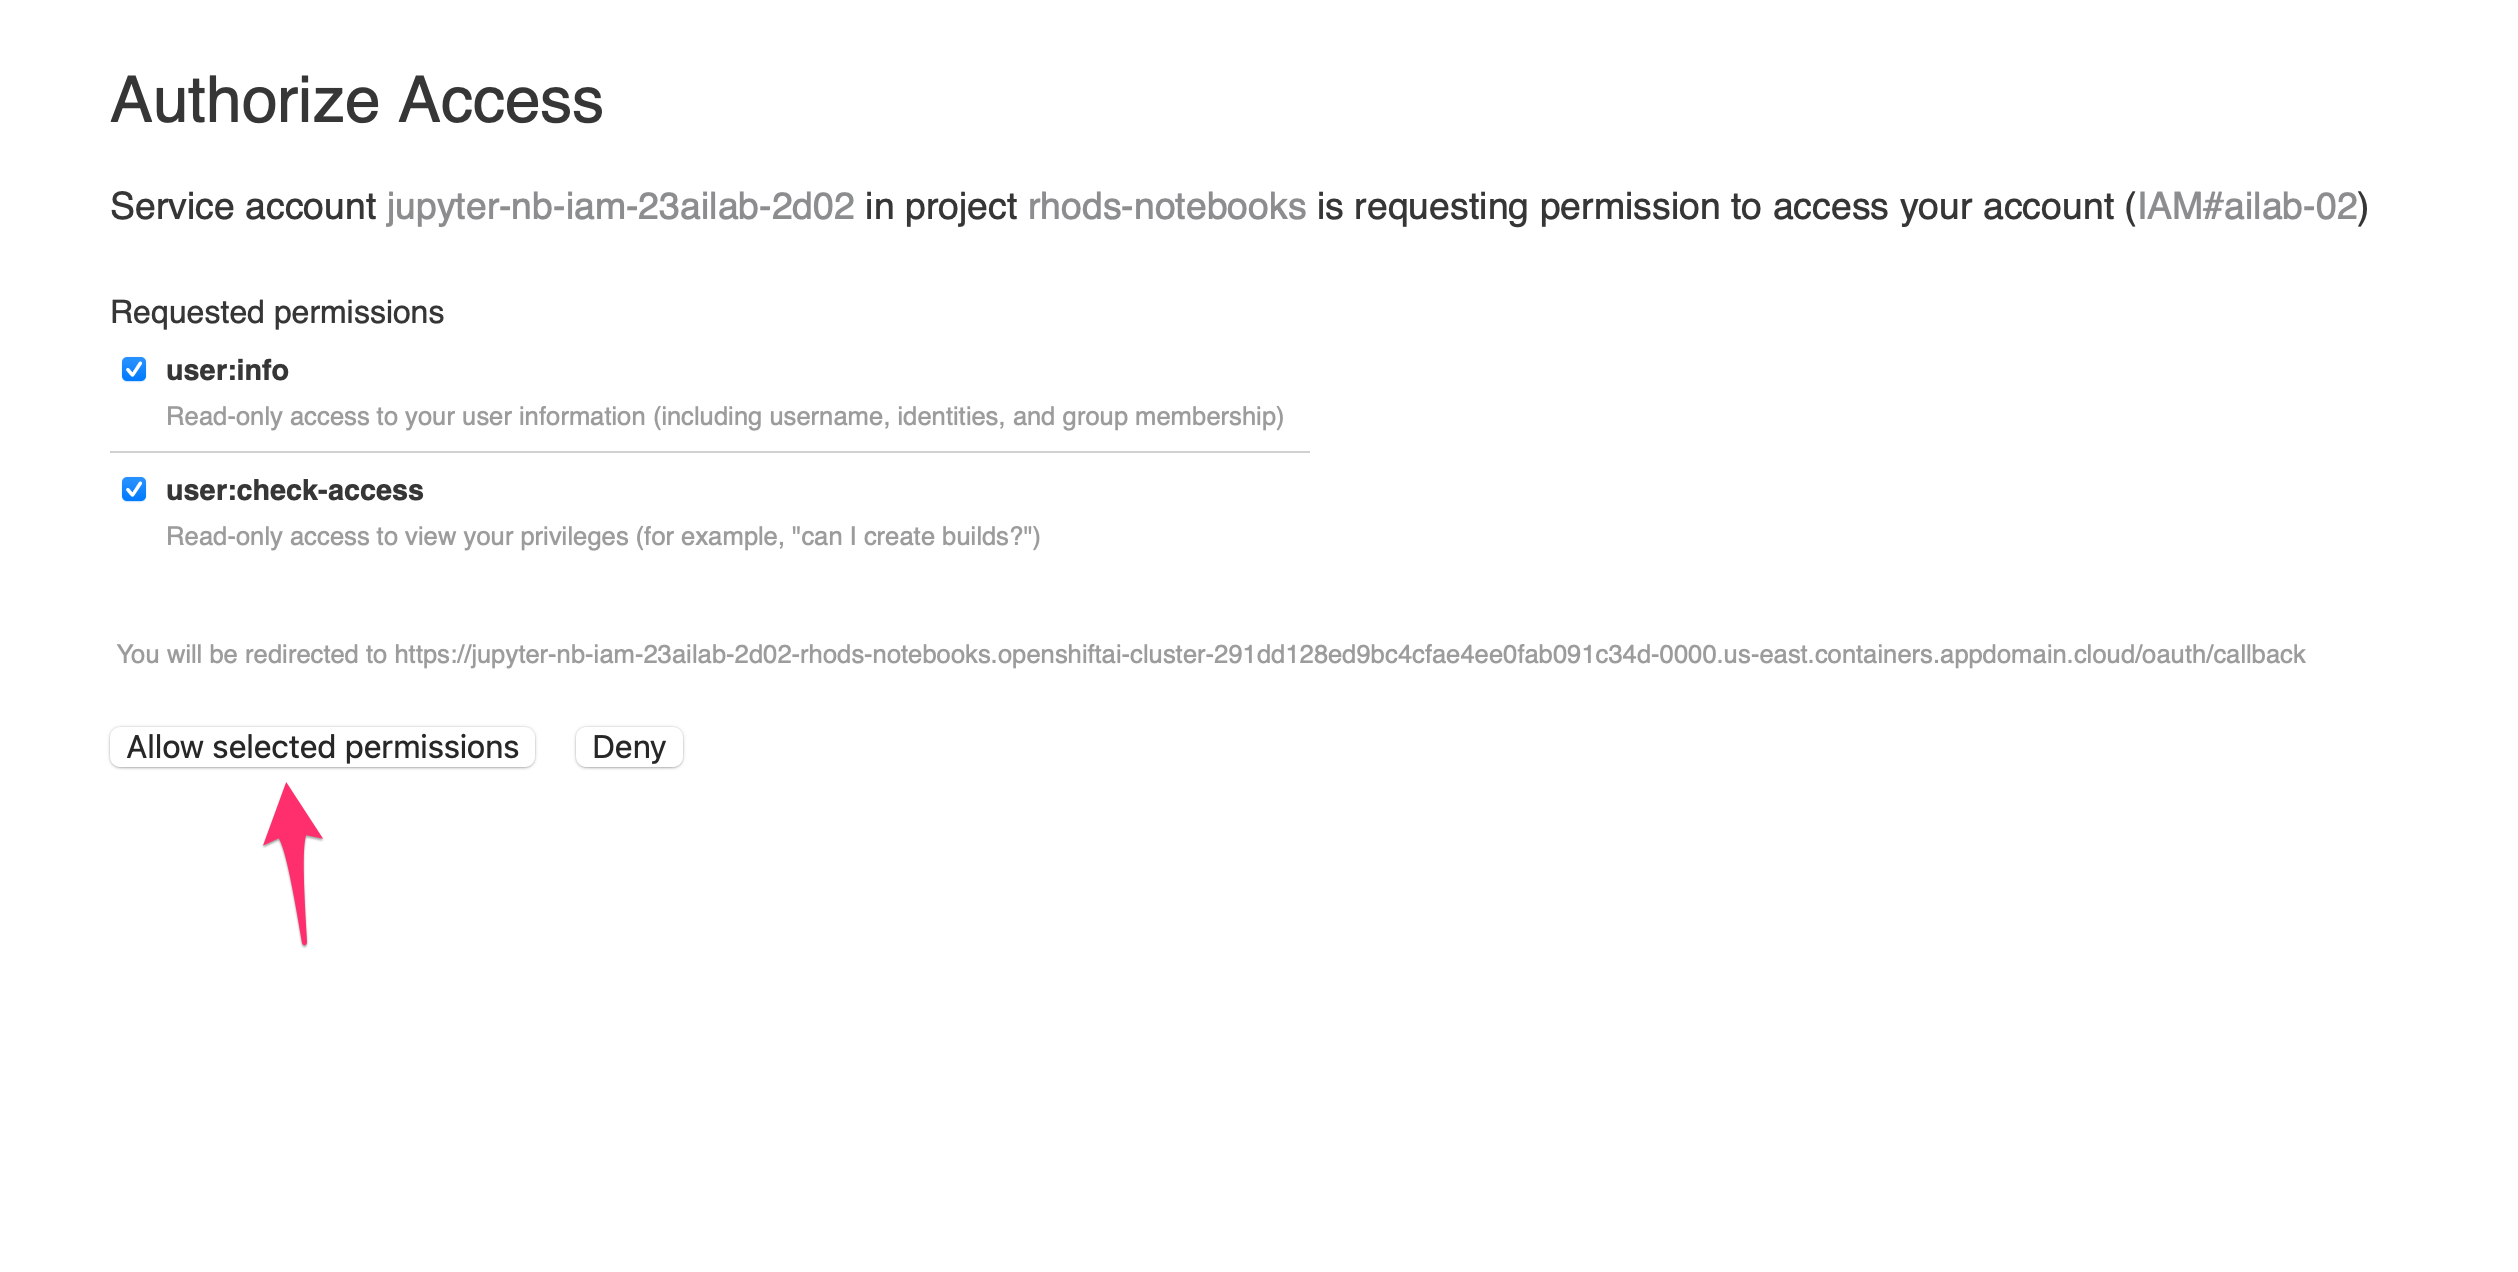 Authorize Access
Service account jupyter-nb-iam-23ailab-2d02 in project rhods-notebooks is requesting permission to access your account (IAM#ailab-02)
Requested permissions
user:info
Read-only access to your user information (including username, identities, and group membership)
user:check-access
Read-only access to view your privileges (for example, "can I create builds?")
You will be redirected to https://jupyter-nb-iam-23ailab-2d02-rhods-notebooks.openshiftai-cluster-291dd128ed9bc4cfae4ee0fab091c34d-0000.us-east.containers.appdomain.cloud/oauth/callback
Allow selected permissions Deny